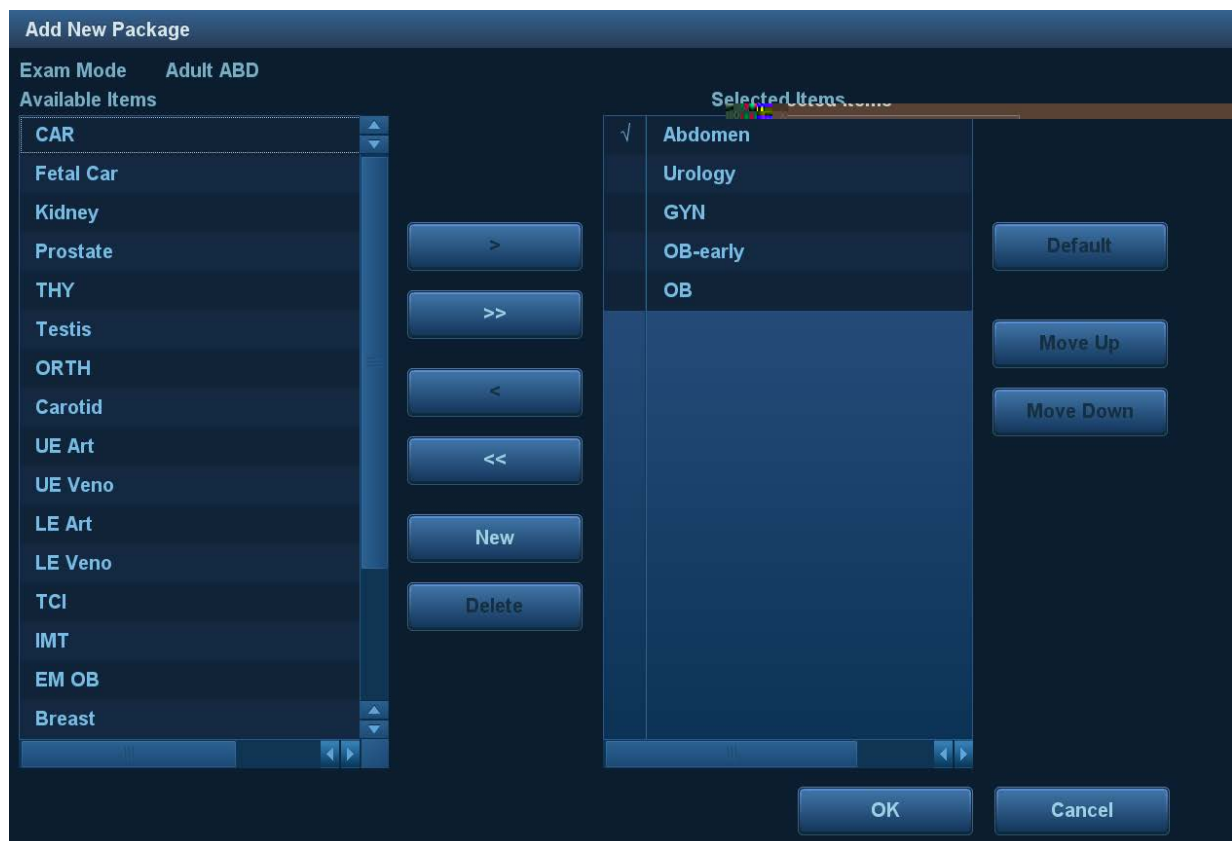 Add New Package
Exam Mode Adult ABD
Available Items
Selected Items
CAR
Fetal Car
Kidney
Prostate
THY
Testis
ORTH
Carotid
UE Art
UE Veno
LE Art
LE Veno
TCI
IMT
EM OB
Breast
>
>>
<
<<
New
Delete
√ Abdomen
Urology
GYN
OB-early
OB
Default
Move Up
Move Down
OK
Cancel